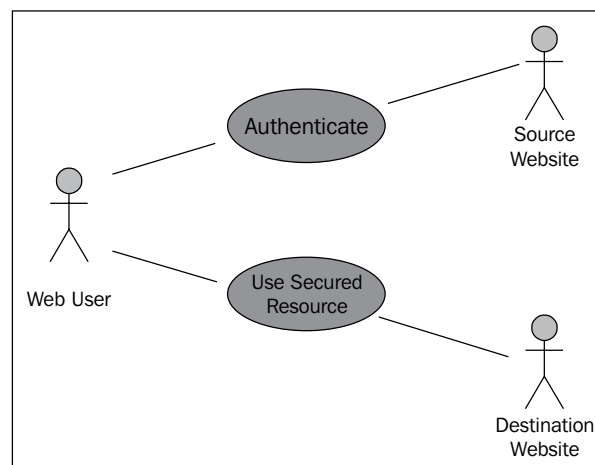 Authenticate
Source
Website
Web User
Use Secured
Resource
Destination
Website